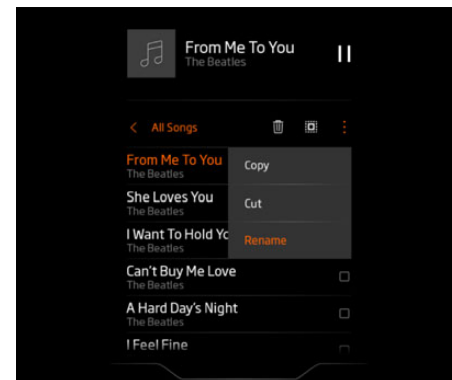 From Me To You
The Beatles
All Songs
From Me To You
The Beatles
Copy
She Loves You
The Beatles
Cut
I Want To Hold Yo
The Beatles
Rename
Can't Buy Me Love
The Beatles
A Hard Day's Night
The Beatles
I Feel Fine